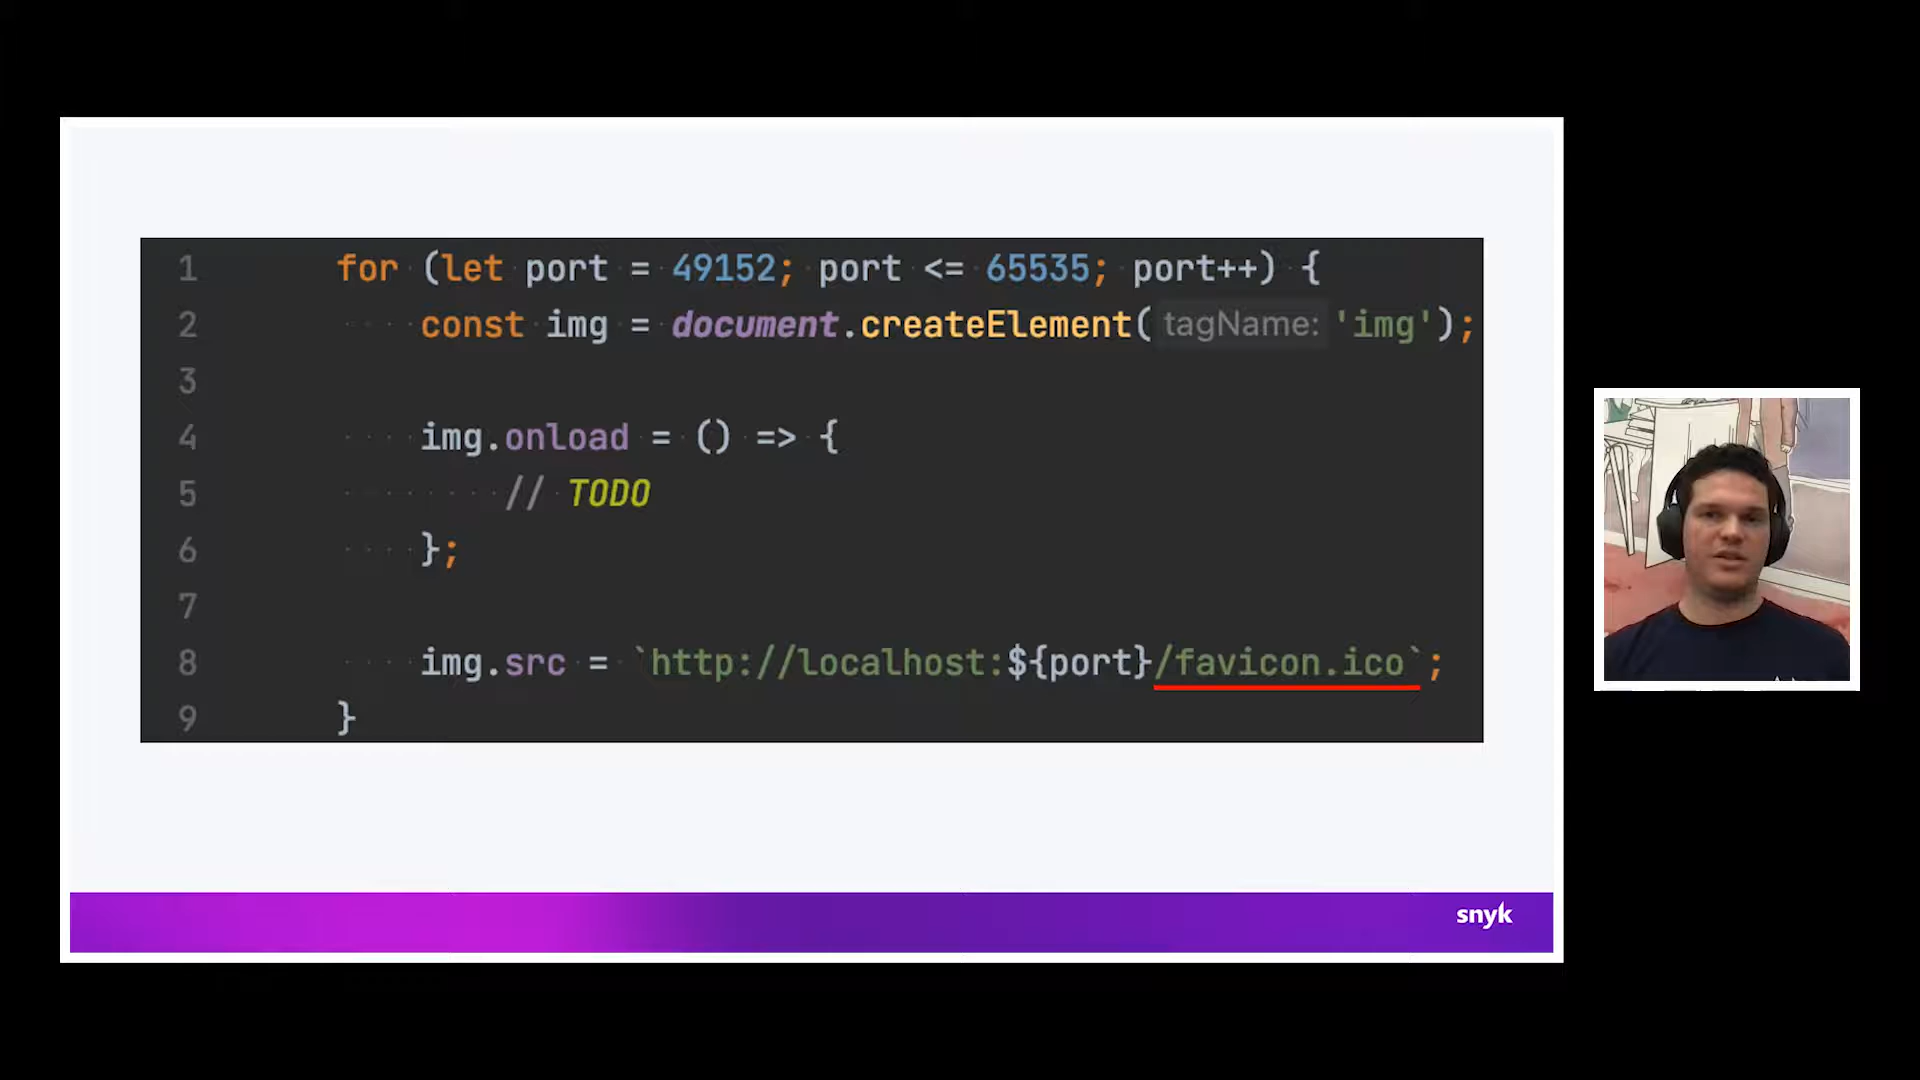 1 for (let port = 49152; port <= 65535; port++) {
2 const img = document.createElement( tagName: 'img');
3
4 img.onload = () => {
5 // TODO
6 };
7
8 img.src = `http://localhost:${port}/favicon.ico`;
9 }
snyk